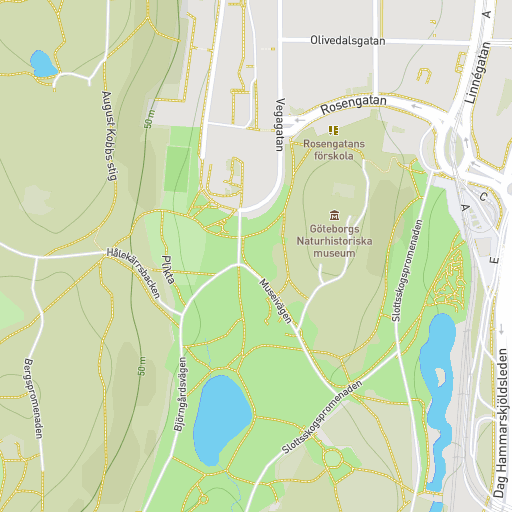 Olivedalsgatan
Linnégatan
A
Rosengatan
Vegagatan
August Kobbs stig
50 m
Rosengatans
förskola
Göteborgs
Naturhistoriska
museum
C
A
E
Slottsskogspromenaden
Hålekärrsbacken
Plikta
Museivägen
Bergspromenaden
50 m
Björngårdsvägen
Slottsskogspromenaden
Dag Hammarskjöldsleden